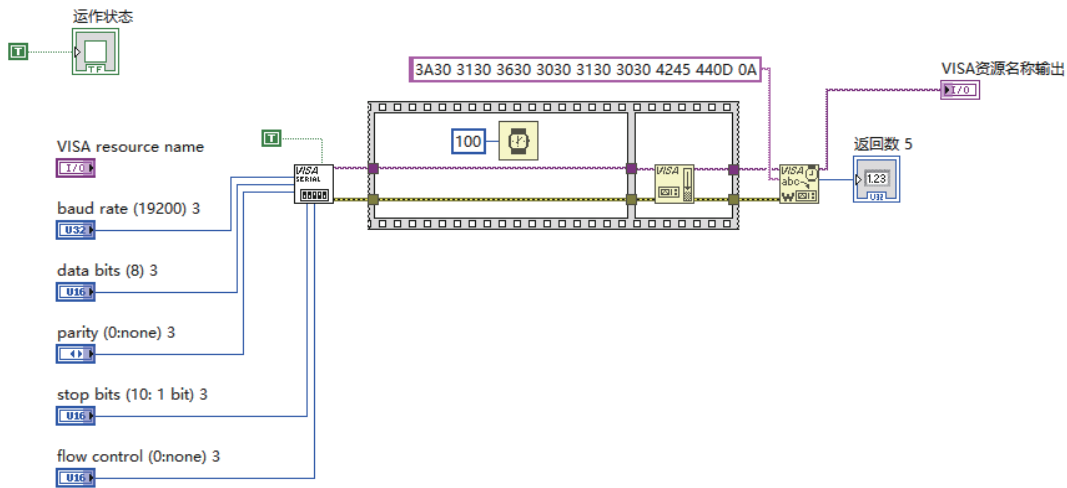 运作状态
T
TF
3A30 3130 3630 3030 3130 3030 4245 440D 0A
VISA资源名称输出
I/O
T
100
VISA resource name
I/O
VISA
SERIAL
VISA
VISA
abc
W
返回数 5
1.23
U32
baud rate (19200) 3
U32
data bits (8) 3
U16
parity (0:none) 3
stop bits (10: 1 bit) 3
U16
flow control (0:none) 3
U16